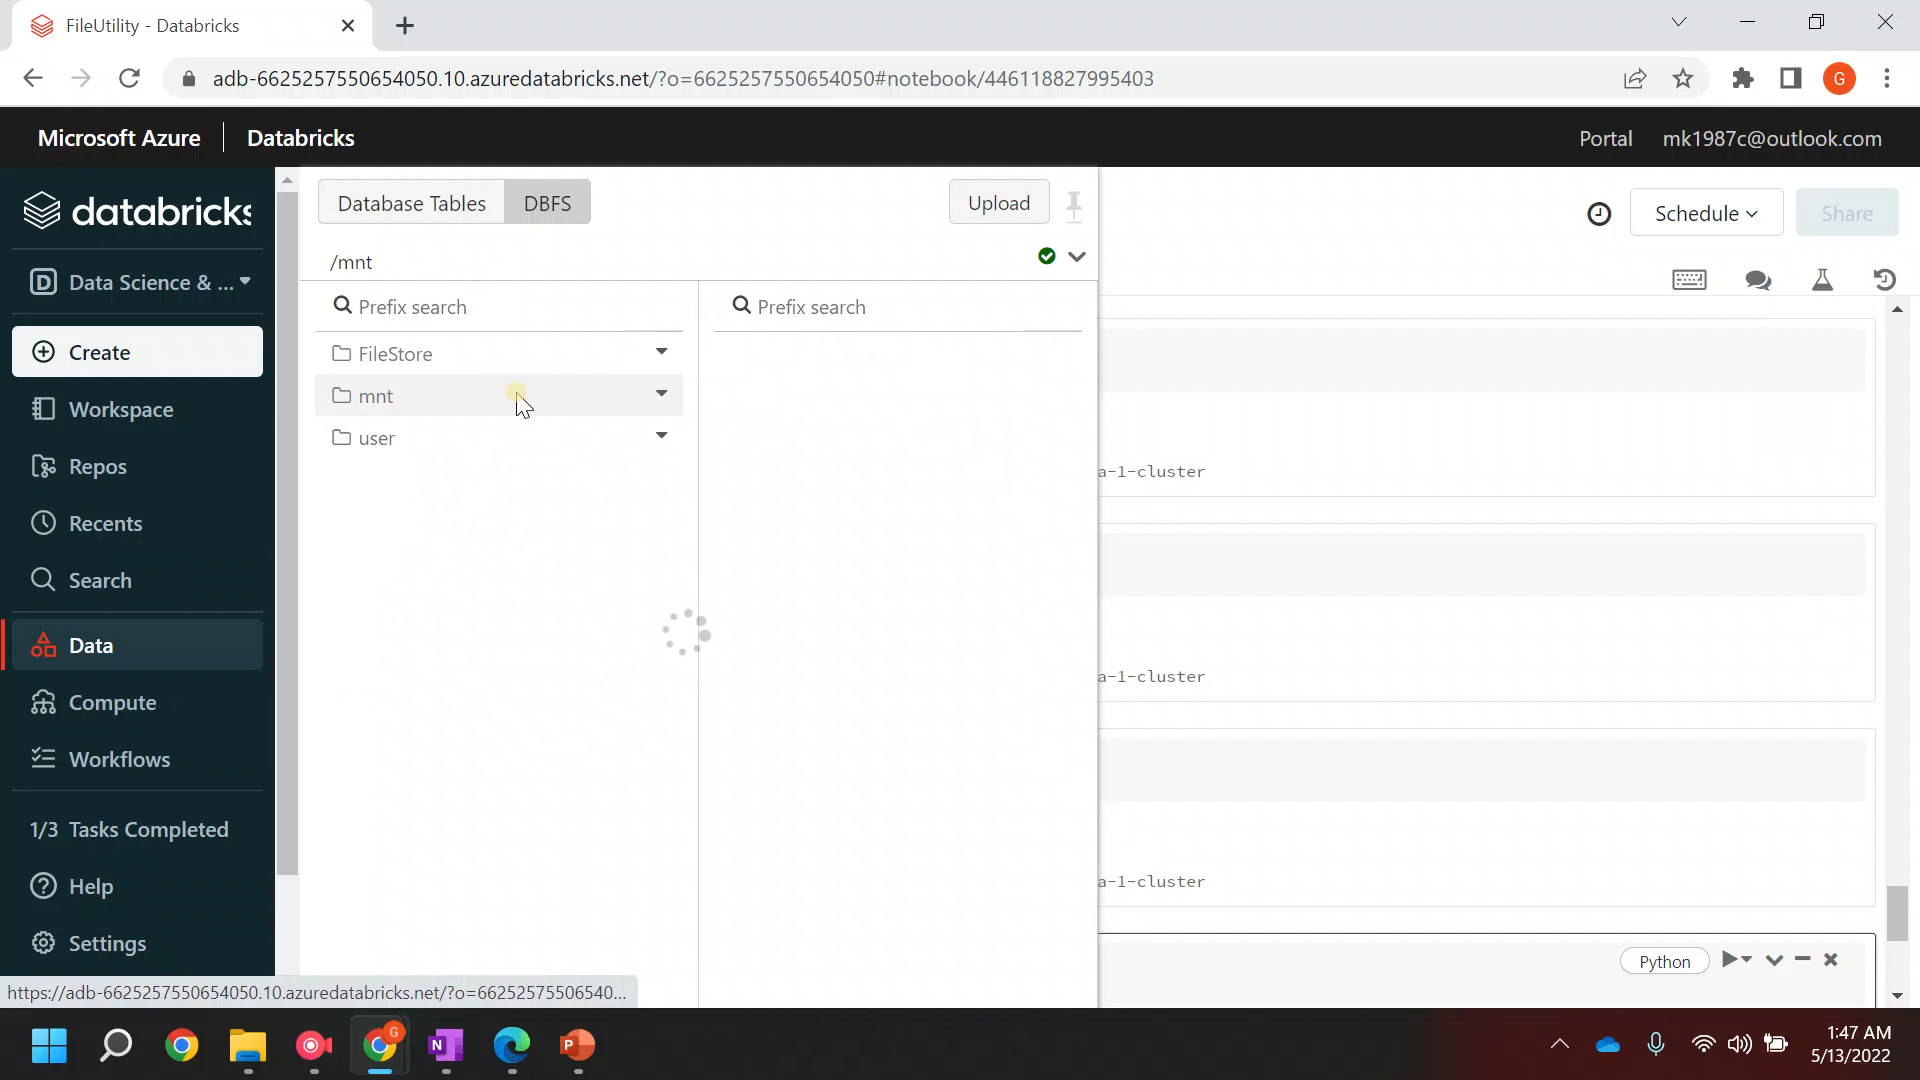 FileUtility - Databricks
adb-6625257550654050.10.azuredatabricks.net/?o=6625257550654050#notebook/446118827995403
G
Microsoft Azure
Databricks
Portal
mk1987c@outlook.com
databricks
Database Tables
DBFS
Upload
Schedule
Share
/mnt
D Data Science & ...
Prefix search
Prefix search
Create
FileStore
mnt
Workspace
user
Repos
a-1-cluster
Recents
Search
Data
a-1-cluster
Compute
Workflows
1/3 Tasks Completed
Help
a-1-cluster
Settings
Python
https://adb-6625257550654050.10.azuredatabricks.net/?o=66252575506540...
G
N
P
1:47 AM
5/13/2022